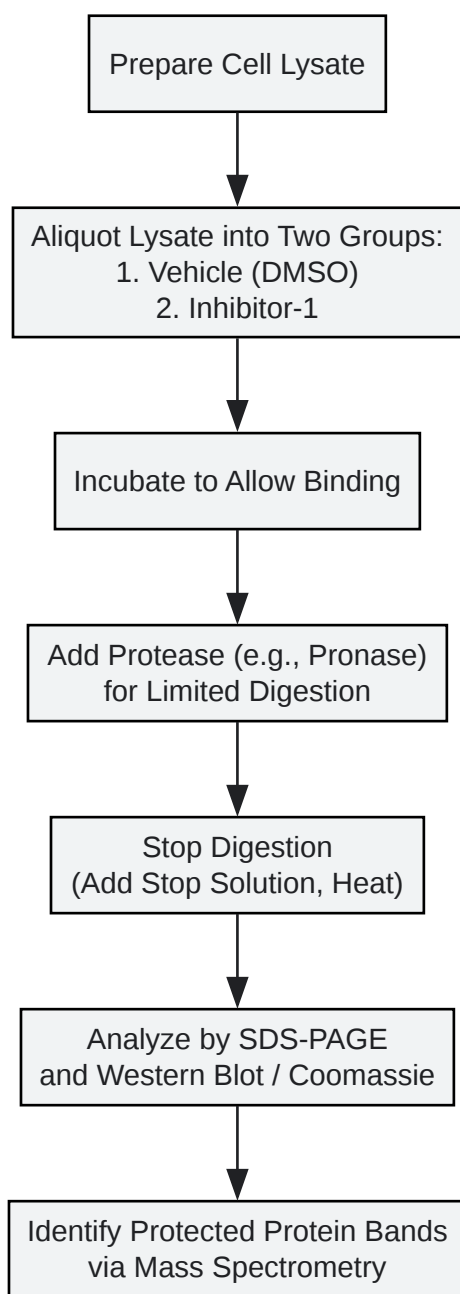 Prepare Cell Lysate
Aliquot Lysate into Two Groups:
1. Vehicle (DMSO)
2. Inhibitor-1
Incubate to Allow Binding
Add Protease (e.g., Pronase)
for Limited Digestion
Stop Digestion
(Add Stop Solution, Heat)
Analyze by SDS-PAGE
and Western Blot / Coomassie
Identify Protected Protein Bands
via Mass Spectrometry